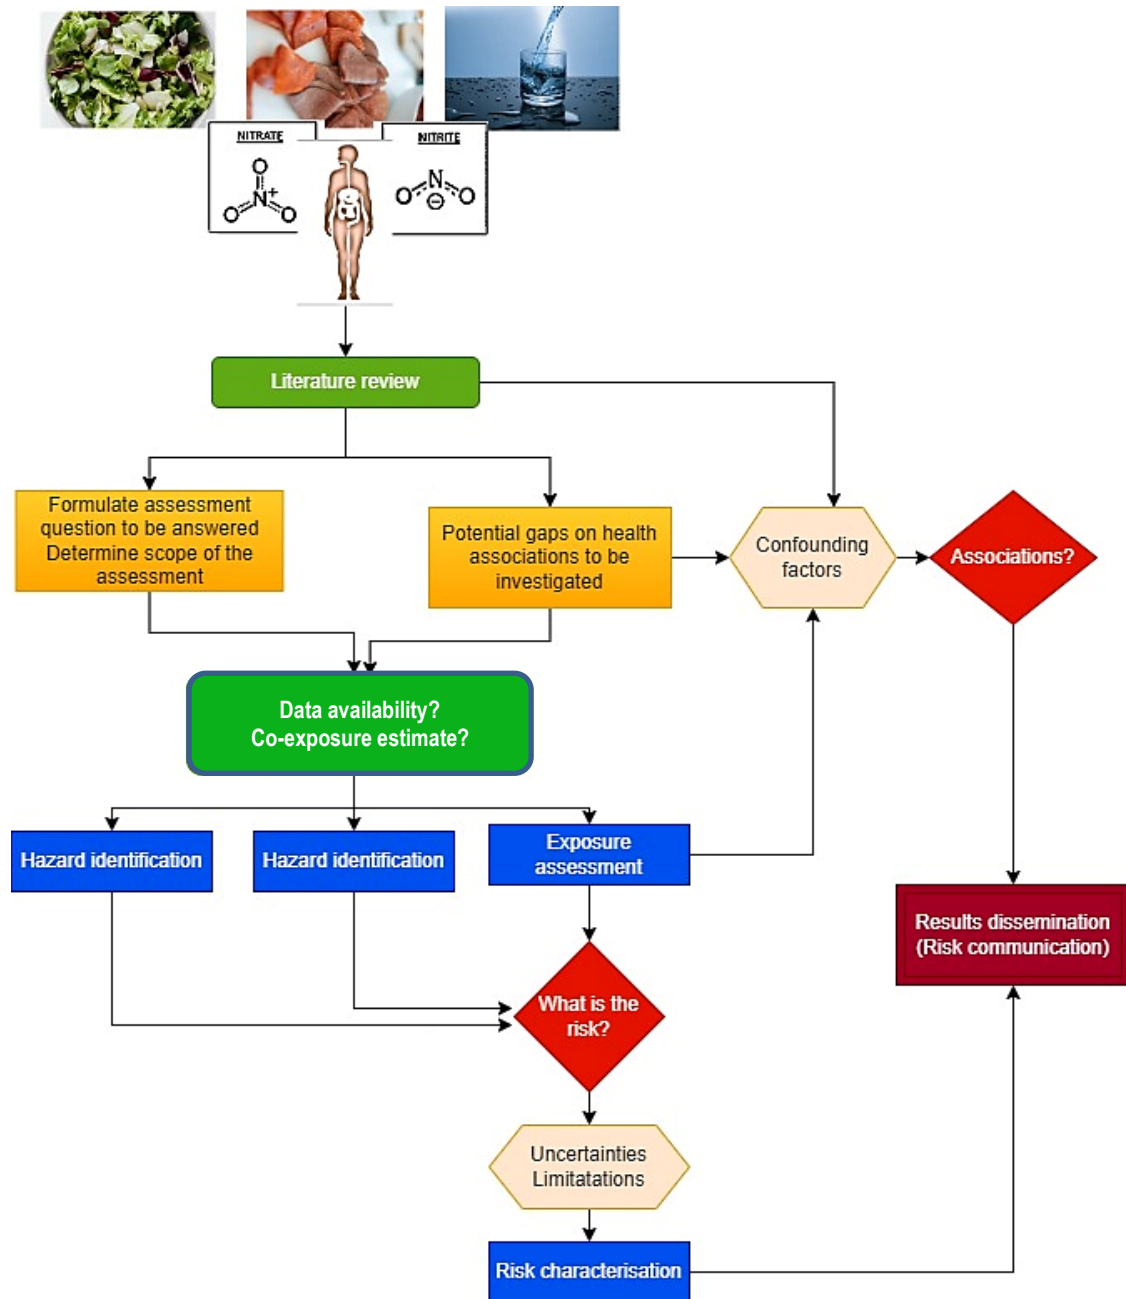 NITRATE
NITRITE
O
N+
O
O
N
O
O
⊖
Literature review
Formulate assessment
question to be answered
Determine scope of the
assessment
Potential gaps on health
associations to be
investigated
Confounding
factors
Associations?
Data availability?
Co-exposure estimate?
Hazard identification
Hazard identification
Exposure
assessment
Results dissemination
(Risk communication)
What is the
risk?
Uncertainties
Limitatations
Risk characterisation